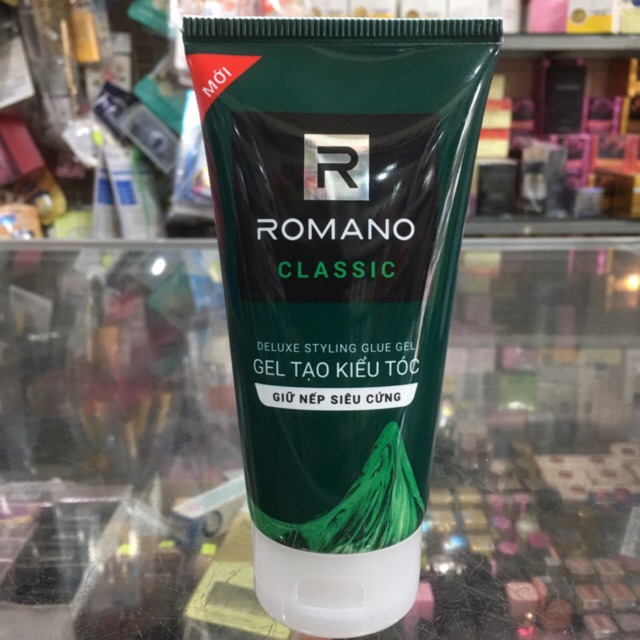 MỚI
R
ROMANO
CLASSIC
DELUXE STYLING GLUE GEL
GEL TẠO KIỂU TÓC
GIỮ NẾP SIÊU CỨNG